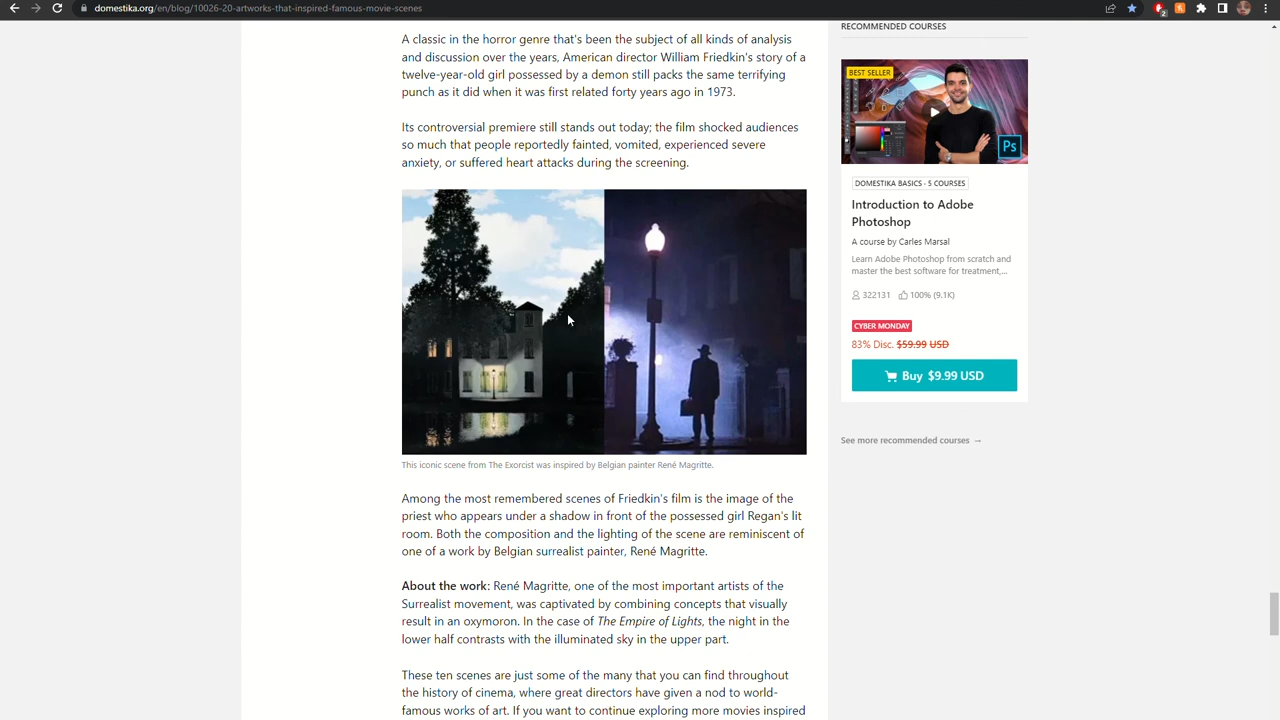 domestika.org/en/blog/10026-20-artworks-that-inspired-famous-movie-scenes
2
A classic in the horror genre that's been the subject of all kinds of analysis
and discussion over the years, American director William Friedkin's story of a
twelve-year-old girl possessed by a demon still packs the same terrifying
punch as it did when it was first related forty years ago in 1973.
Its controversial premiere still stands out today; the film shocked audiences
so much that people reportedly fainted, vomited, experienced severe
anxiety, or suffered heart attacks during the screening.
This iconic scene from The Exorcist was inspired by Belgian painter René Magritte.
Among the most remembered scenes of Friedkin's film is the image of the
priest who appears under a shadow in front of the possessed girl Regan's lit
room. Both the composition and the lighting of the scene are reminiscent of
one of a work by Belgian surrealist painter, René Magritte.
About the work: René Magritte, one of the most important artists of the
Surrealist movement, was captivated by combining concepts that visually
result in an oxymoron. In the case of The Empire of Lights, the night in the
lower half contrasts with the illuminated sky in the upper part.
These ten scenes are just some of the many that you can find throughout
the history of cinema, where great directors have given a nod to world-
famous works of art. If you want to continue exploring more movies inspired
RECOMMENDED COURSES
BEST SELLER
Ps
DOMESTIKA BASICS · 5 COURSES
Introduction to Adobe
Photoshop
A course by Carles Marsal
Learn Adobe Photoshop from scratch and
master the best software for treatment,...
322131 100% (9.1K)
CYBER MONDAY
83% Disc. $59.99 USD
Buy $9.99 USD
See more recommended courses →